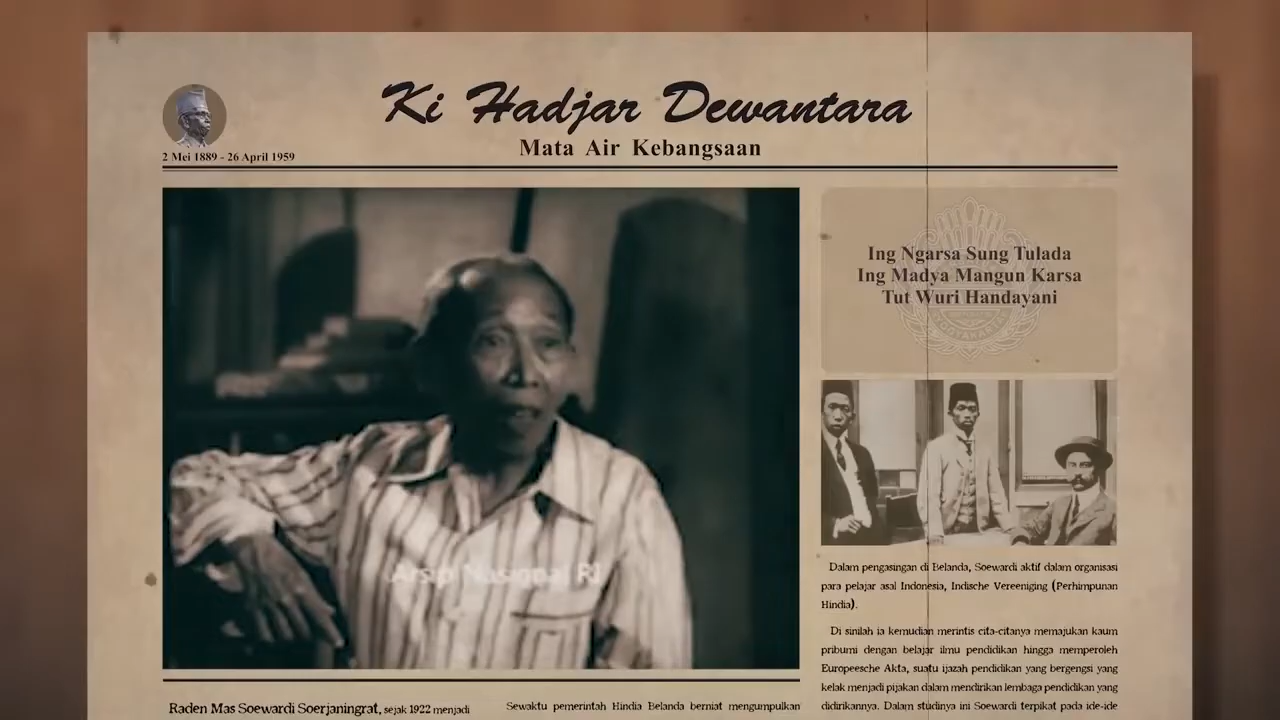 Ki Hadjar Dewantara
Mata Air Kebangsaan
2 Mei 1889 - 26 April 1959
Arsip Nasional RI
Raden Mas Soewardi Soerjaningrat, sejak 1922 menjadi
Sewaktu pemerintah Hindia Belanda berniat mengumpulkan
Ing Ngarsa Sung Tulada
Ing Madya Mangun Karsa
Tut Wuri Handayani
Dalam pengasingan di Belanda, Soewardi aktif dalam organisasi
para pelajar asal Indonesia, Indische Vereeniging (Perhimpunan
Hindia).
Di sinilah ia kemudian merintis cita-citanya memajukan kaum
pribumi dengan belajar ilmu pendidikan hingga memperoleh
Europeesche Akta, suatu ijazah pendidikan yang bergengsi yang
kelak menjadi pijakan dalam mendirikan lembaga pendidikan yang
didirikannya. Dalam studinya ini Soewardi terpikat pada ide-ide